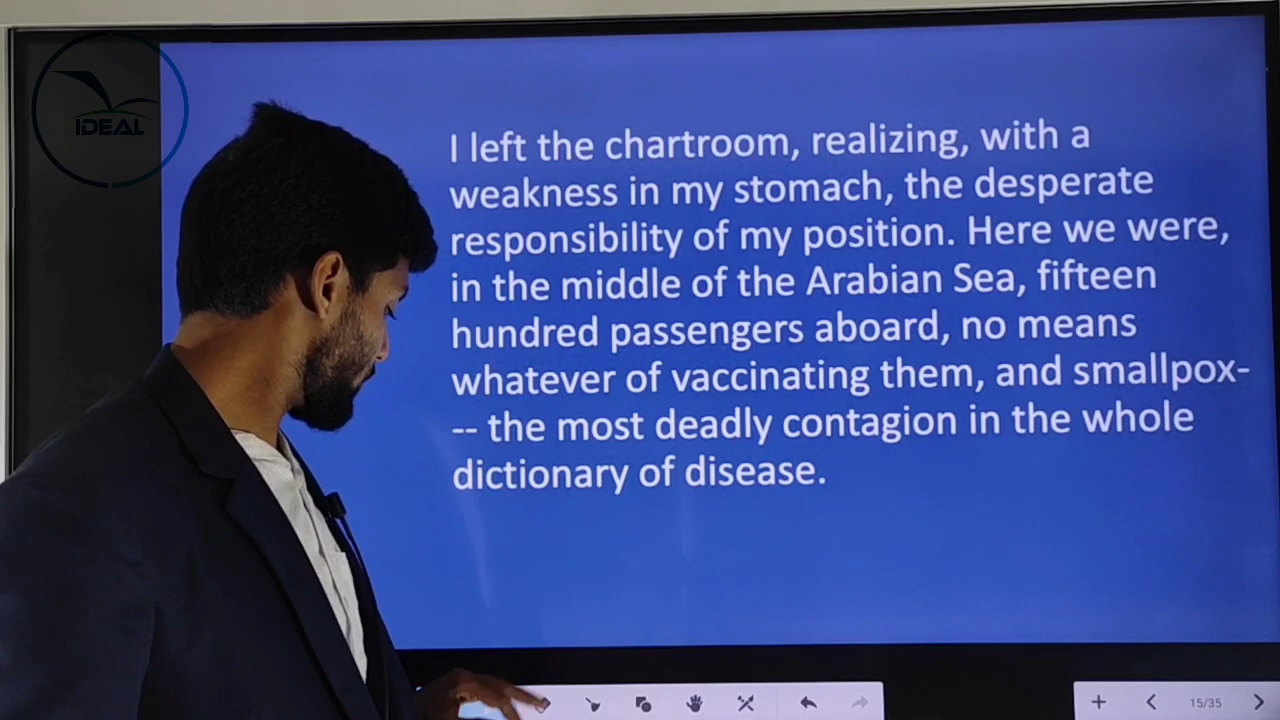 IDEAL
I left the chartroom, realizing, with a
weakness in my stomach, the desperate
responsibility of my position. Here we were,
in the middle of the Arabian Sea, fifteen
hundred passengers aboard, no means
whatever of vaccinating them, and smallpox-
-- the most deadly contagion in the whole
dictionary of disease.
15/35